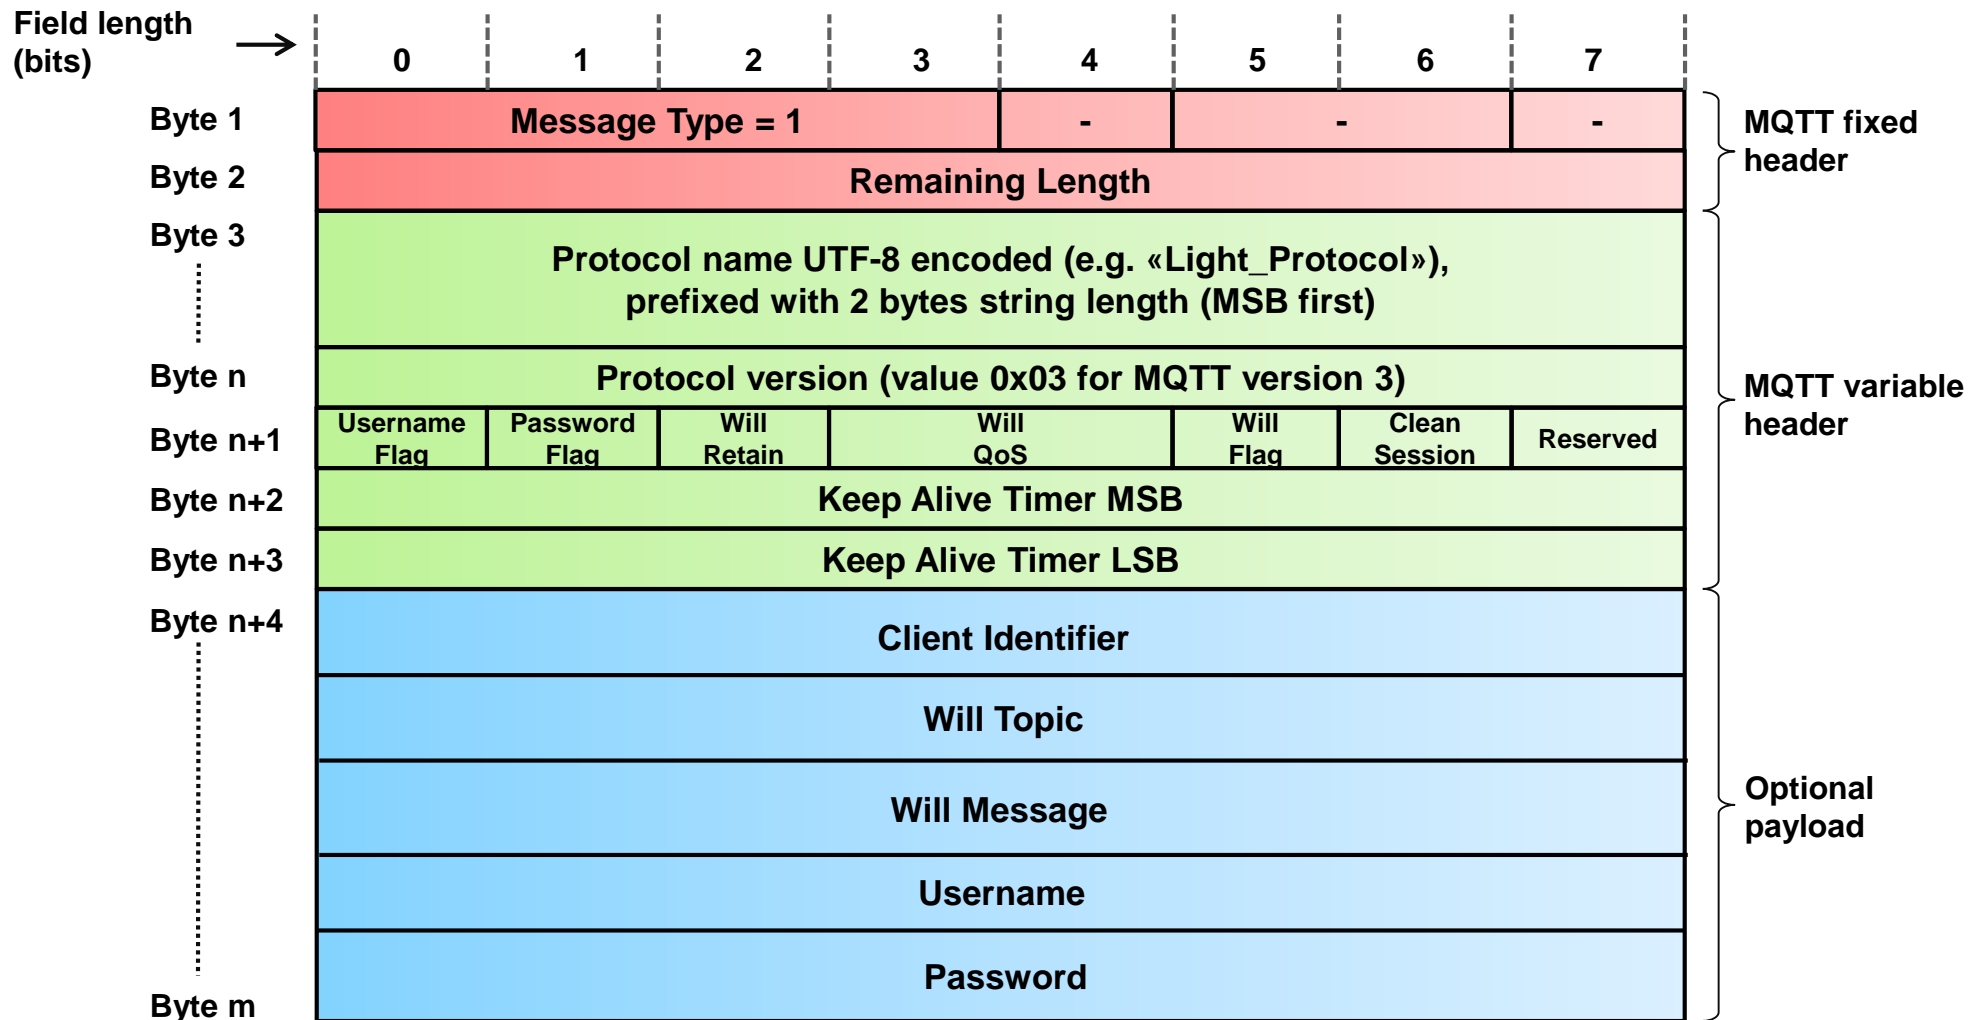 Field length
(bits)
0 1 2 3 4 5 6 7
Byte 1
Message Type = 1 - - -
MQTT fixed
header
Byte 2
Remaining Length
Byte 3
Protocol name UTF-8 encoded (e.g. «Light_Protocol»),
prefixed with 2 bytes string length (MSB first)
Byte n
Protocol version (value 0x03 for MQTT version 3)
MQTT variable
header
Byte n+1
Username
Flag
Password
Flag
Will
Retain
Will
QoS
Will
Flag
Clean
Session
Reserved
Byte n+2
Keep Alive Timer MSB
Byte n+3
Keep Alive Timer LSB
Byte n+4
Client Identifier
Will Topic
Will Message
Optional
payload
Username
Password
Byte m